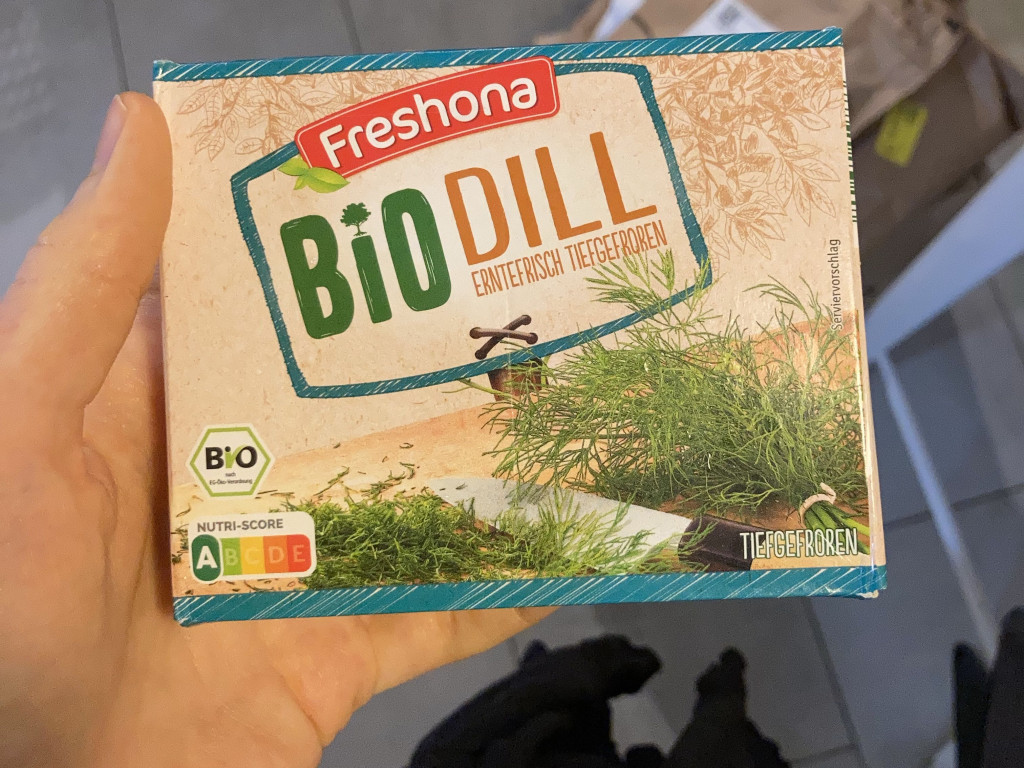 Freshona
BiO DILL
ERNTEFRISCH TIEFGEFROREN
Serviervorschlag
BiO
nach
EG-Öko-Verordnung
NUTRI-SCORE
A B C D E
TIEFGEFROREN